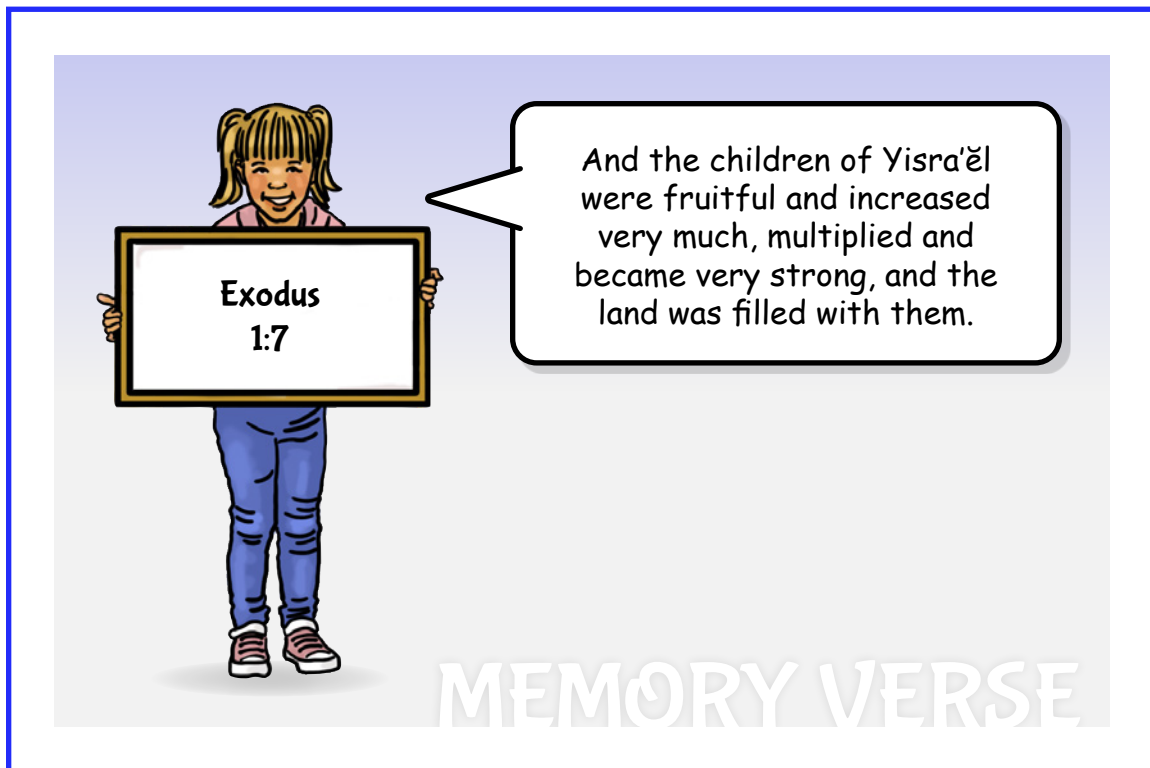 Exodus
1:7
And the children of Yisra'ĕl
were fruitful and increased
very much, multiplied and
became very strong, and the
land was filled with them.
MEMORY VERSE